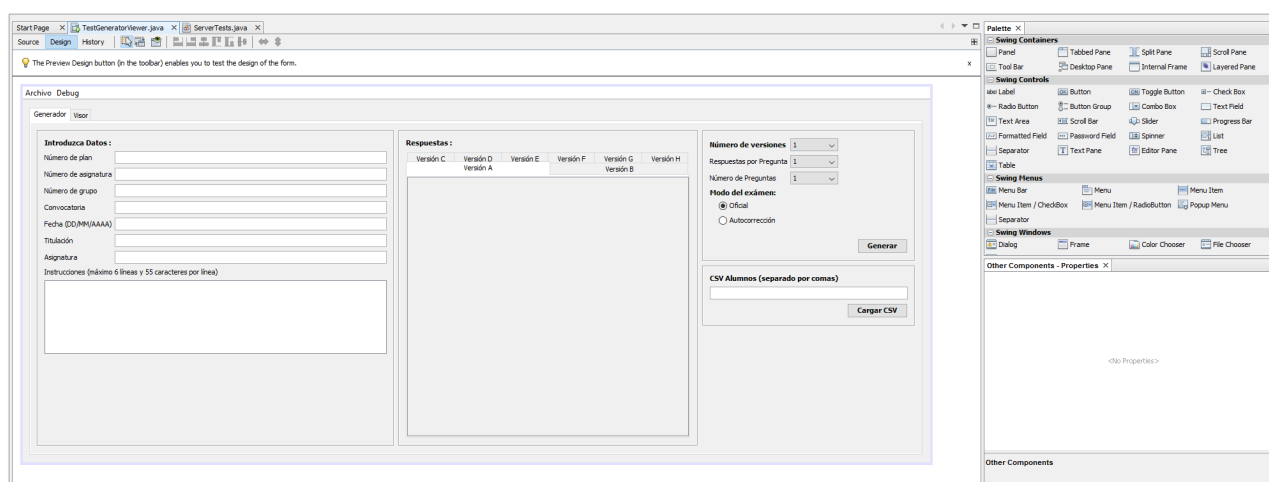 Start Page TestGeneratorViewer.java ServerTests.java
Source Design History
The Preview Design button (in the toolbar) enables you to test the design of the form. x
Archivo Debug
Generador Visor
Introduzca Datos :
Número de plan
Número de asignatura
Número de grupo
Convocatoria
Fecha (DD/MM/AAAA)
Titulación
Asignatura
Instrucciones (máximo 6 líneas y 55 caracteres por línea)
Respuestas :
Versión C Versión D Versión E Versión F Versión G Versión H
Versión A Versión B
Número de versiones 1
Respuestas por Pregunta 1
Número de Preguntas 1
Modo del exámen:
Oficial
Autocorrección
Generar
CSV Alumnos (separado por comas)
Cargar CSV
Palette
Swing Containers
Panel Tabbed Pane Split Pane Scroll Pane
Tool Bar Desktop Pane Internal Frame Layered Pane
Swing Controls
label Label OK Button ON Toggle Button Check Box
Radio Button Button Group Combo Box Text Field
Text Area Scroll Bar Slider Progress Bar
Formatted Field Password Field Spinner List
Separator Text Pane Editor Pane Tree
Table
Swing Menus
Menu Bar Menu Menu Item
Menu Item / CheckBox Menu Item / RadioButton Popup Menu
Separator
Swing Windows
Dialog Frame Color Chooser File Chooser
Other Components - Properties
<No Properties>
Other Components